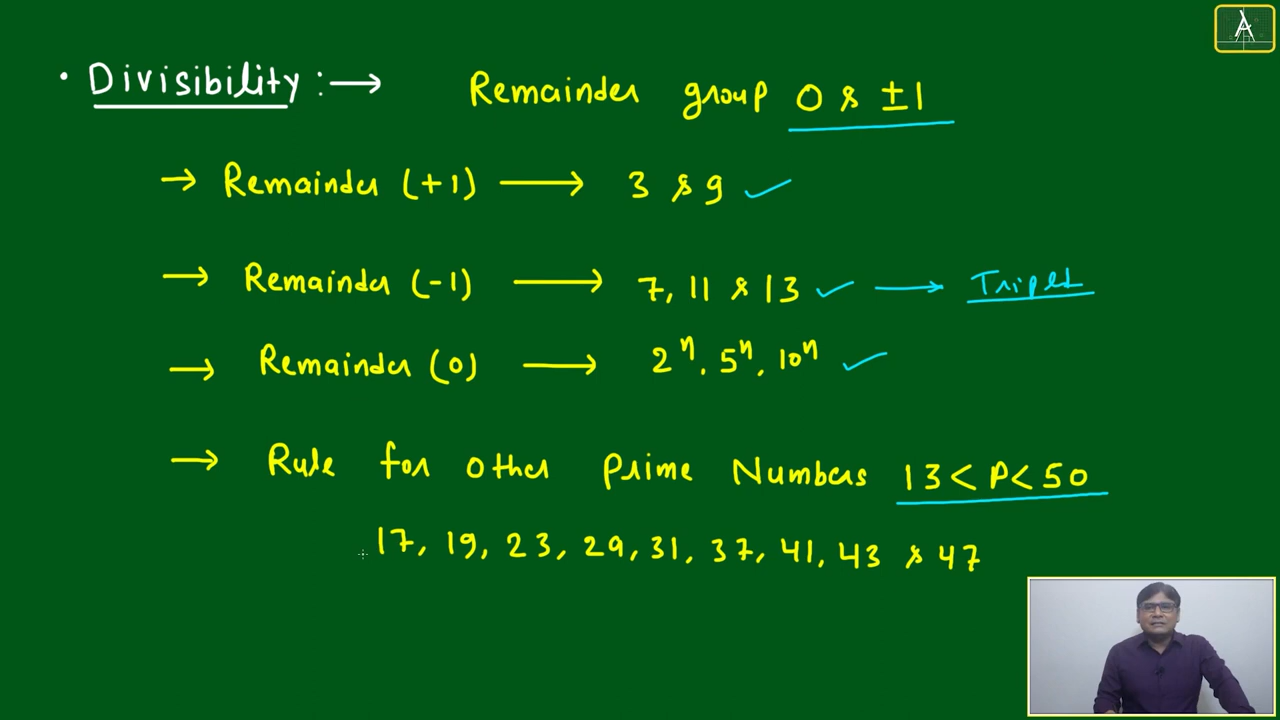 • Divisibility :→ Remainder group 0 & ±1
→ Remainder (+1) → 3 & 9 ✓
→ Remainder (-1) → 7, 11 & 13 ✓ → Triplet
→ Remainder (0) → 2ⁿ, 5ⁿ, 10ⁿ ✓
→ Rule for other Prime Numbers 13 < P < 50
17, 19, 23, 29, 31, 37, 41, 43 & 47